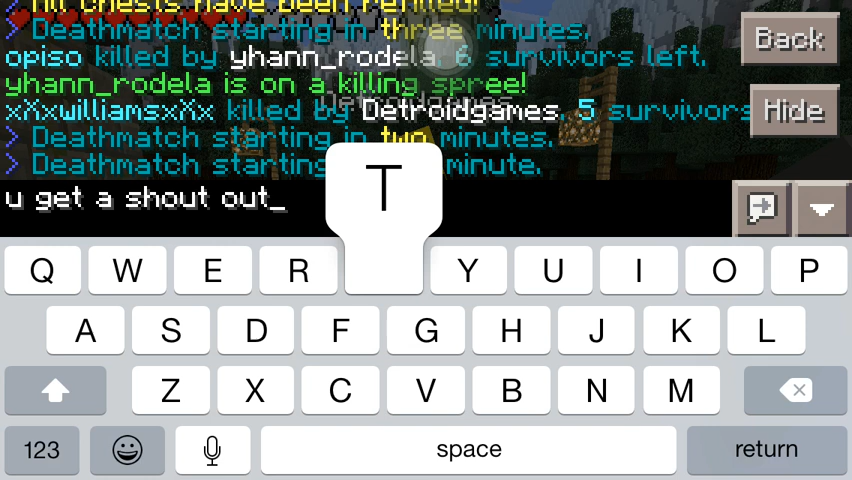 > All chests have been refilled!
> Deathmatch starting in three minutes.
opiso killed by yhann_rodela. 6 survivors left.
yhann_rodela is on a killing spree!
xXxwilliamsxXx killed by Detroidgames. 5 survivors
> Deathmatch starting in two minutes.
> Deathmatch starting minute.
Back
Hide
u get a shout out_
T
Q W E R Y U I O P
A S D F G H J K L
Z X C V B N M
123 space return